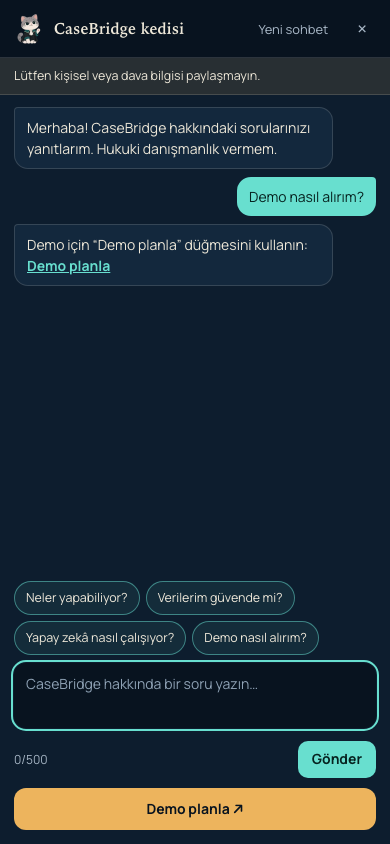 CaseBridge kedisi
Yeni sohbet
×
Lütfen kişisel veya dava bilgisi paylaşmayın.
Merhaba! CaseBridge hakkındaki sorularınızı
yanıtlarım. Hukuki danışmanlık vermem.
Demo nasıl alırım?
Demo için “Demo planla” düğmesini kullanın:
Demo planla
Neler yapabiliyor?
Verilerim güvende mi?
Yapay zekâ nasıl çalışıyor?
Demo nasıl alırım?
CaseBridge hakkında bir soru yazın…
0/500
Gönder
Demo planla ↗